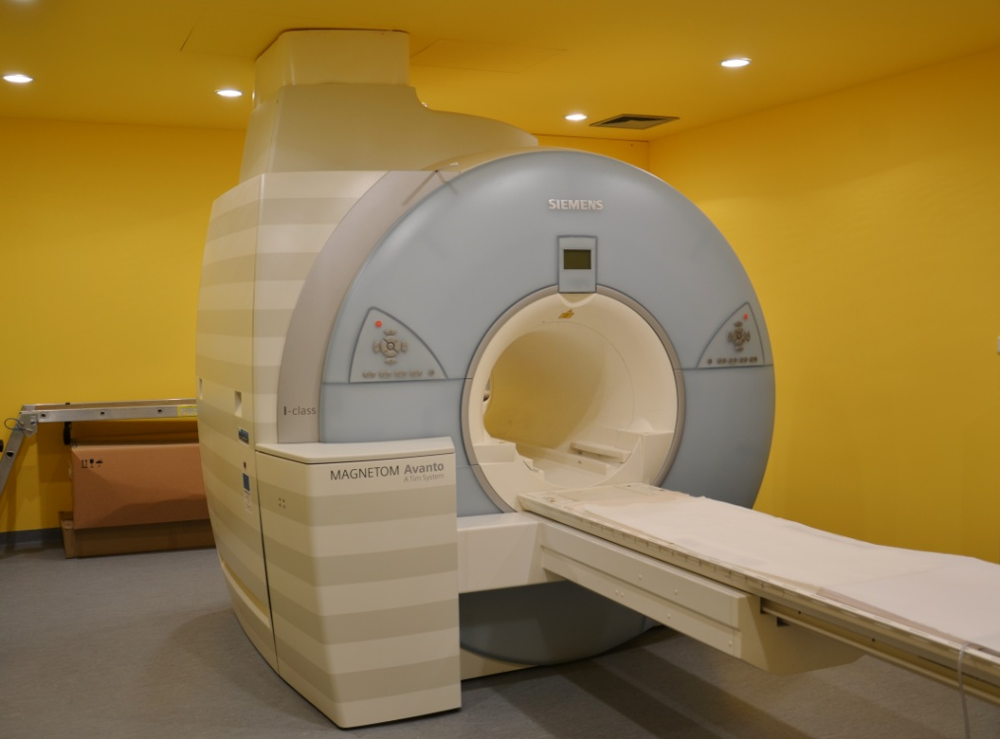 SIEMENS
I-class
MAGNETOM Avanto
A Tim System